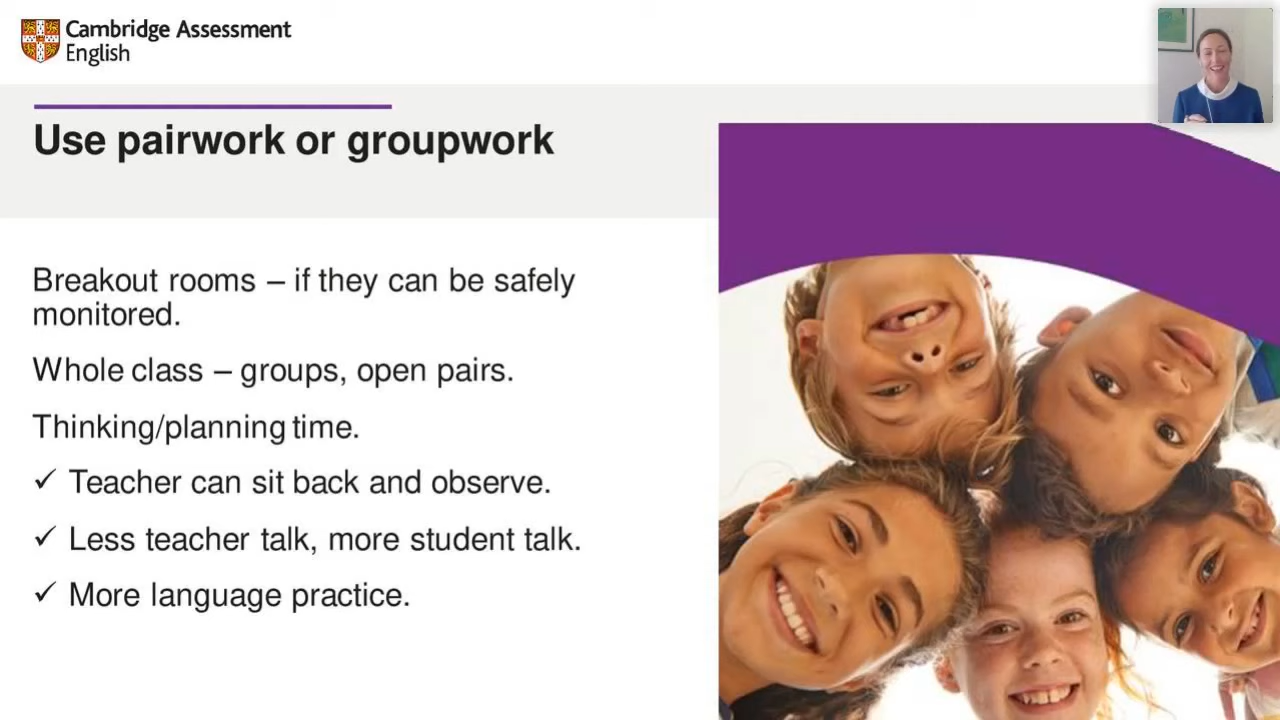 Cambridge Assessment
English
Use pairwork or groupwork
Breakout rooms – if they can be safely
monitored.
Whole class – groups, open pairs.
Thinking/planning time.
✓ Teacher can sit back and observe.
✓ Less teacher talk, more student talk.
✓ More language practice.